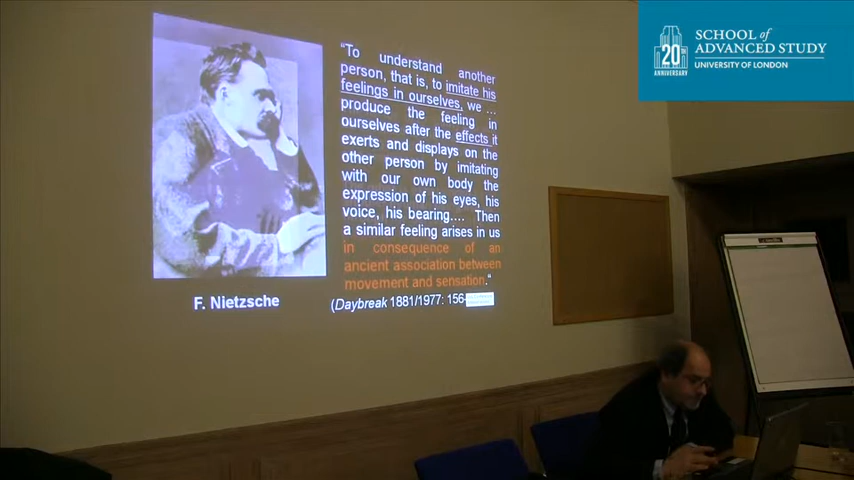 SCHOOL of
ADVANCED STUDY
UNIVERSITY OF LONDON
20
ANNIVERSARY
“To understand another
person, that is, to imitate his
feelings in ourselves, we ...
produce the feeling in
ourselves after the effects it
exerts and displays on the
other person by imitating
with our own body the
expression of his eyes, his
voice, his bearing.... Then
a similar feeling arises in us
in consequence of an
ancient association between
movement and sensation.”
(Daybreak 1881/1977: 156
F. Nietzsche